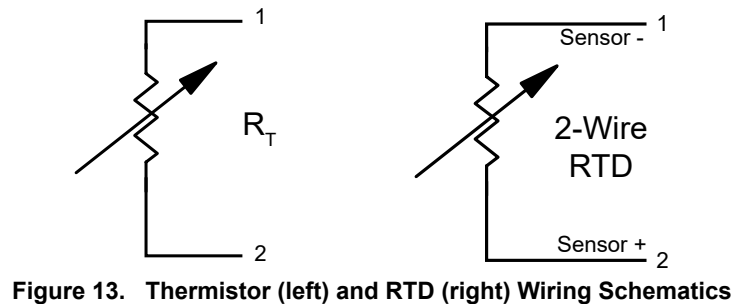 1
R_T
2
1
Sensor -
2-Wire
RTD
Sensor +
2
Figure 13. Thermistor (left) and RTD (right) Wiring Schematics